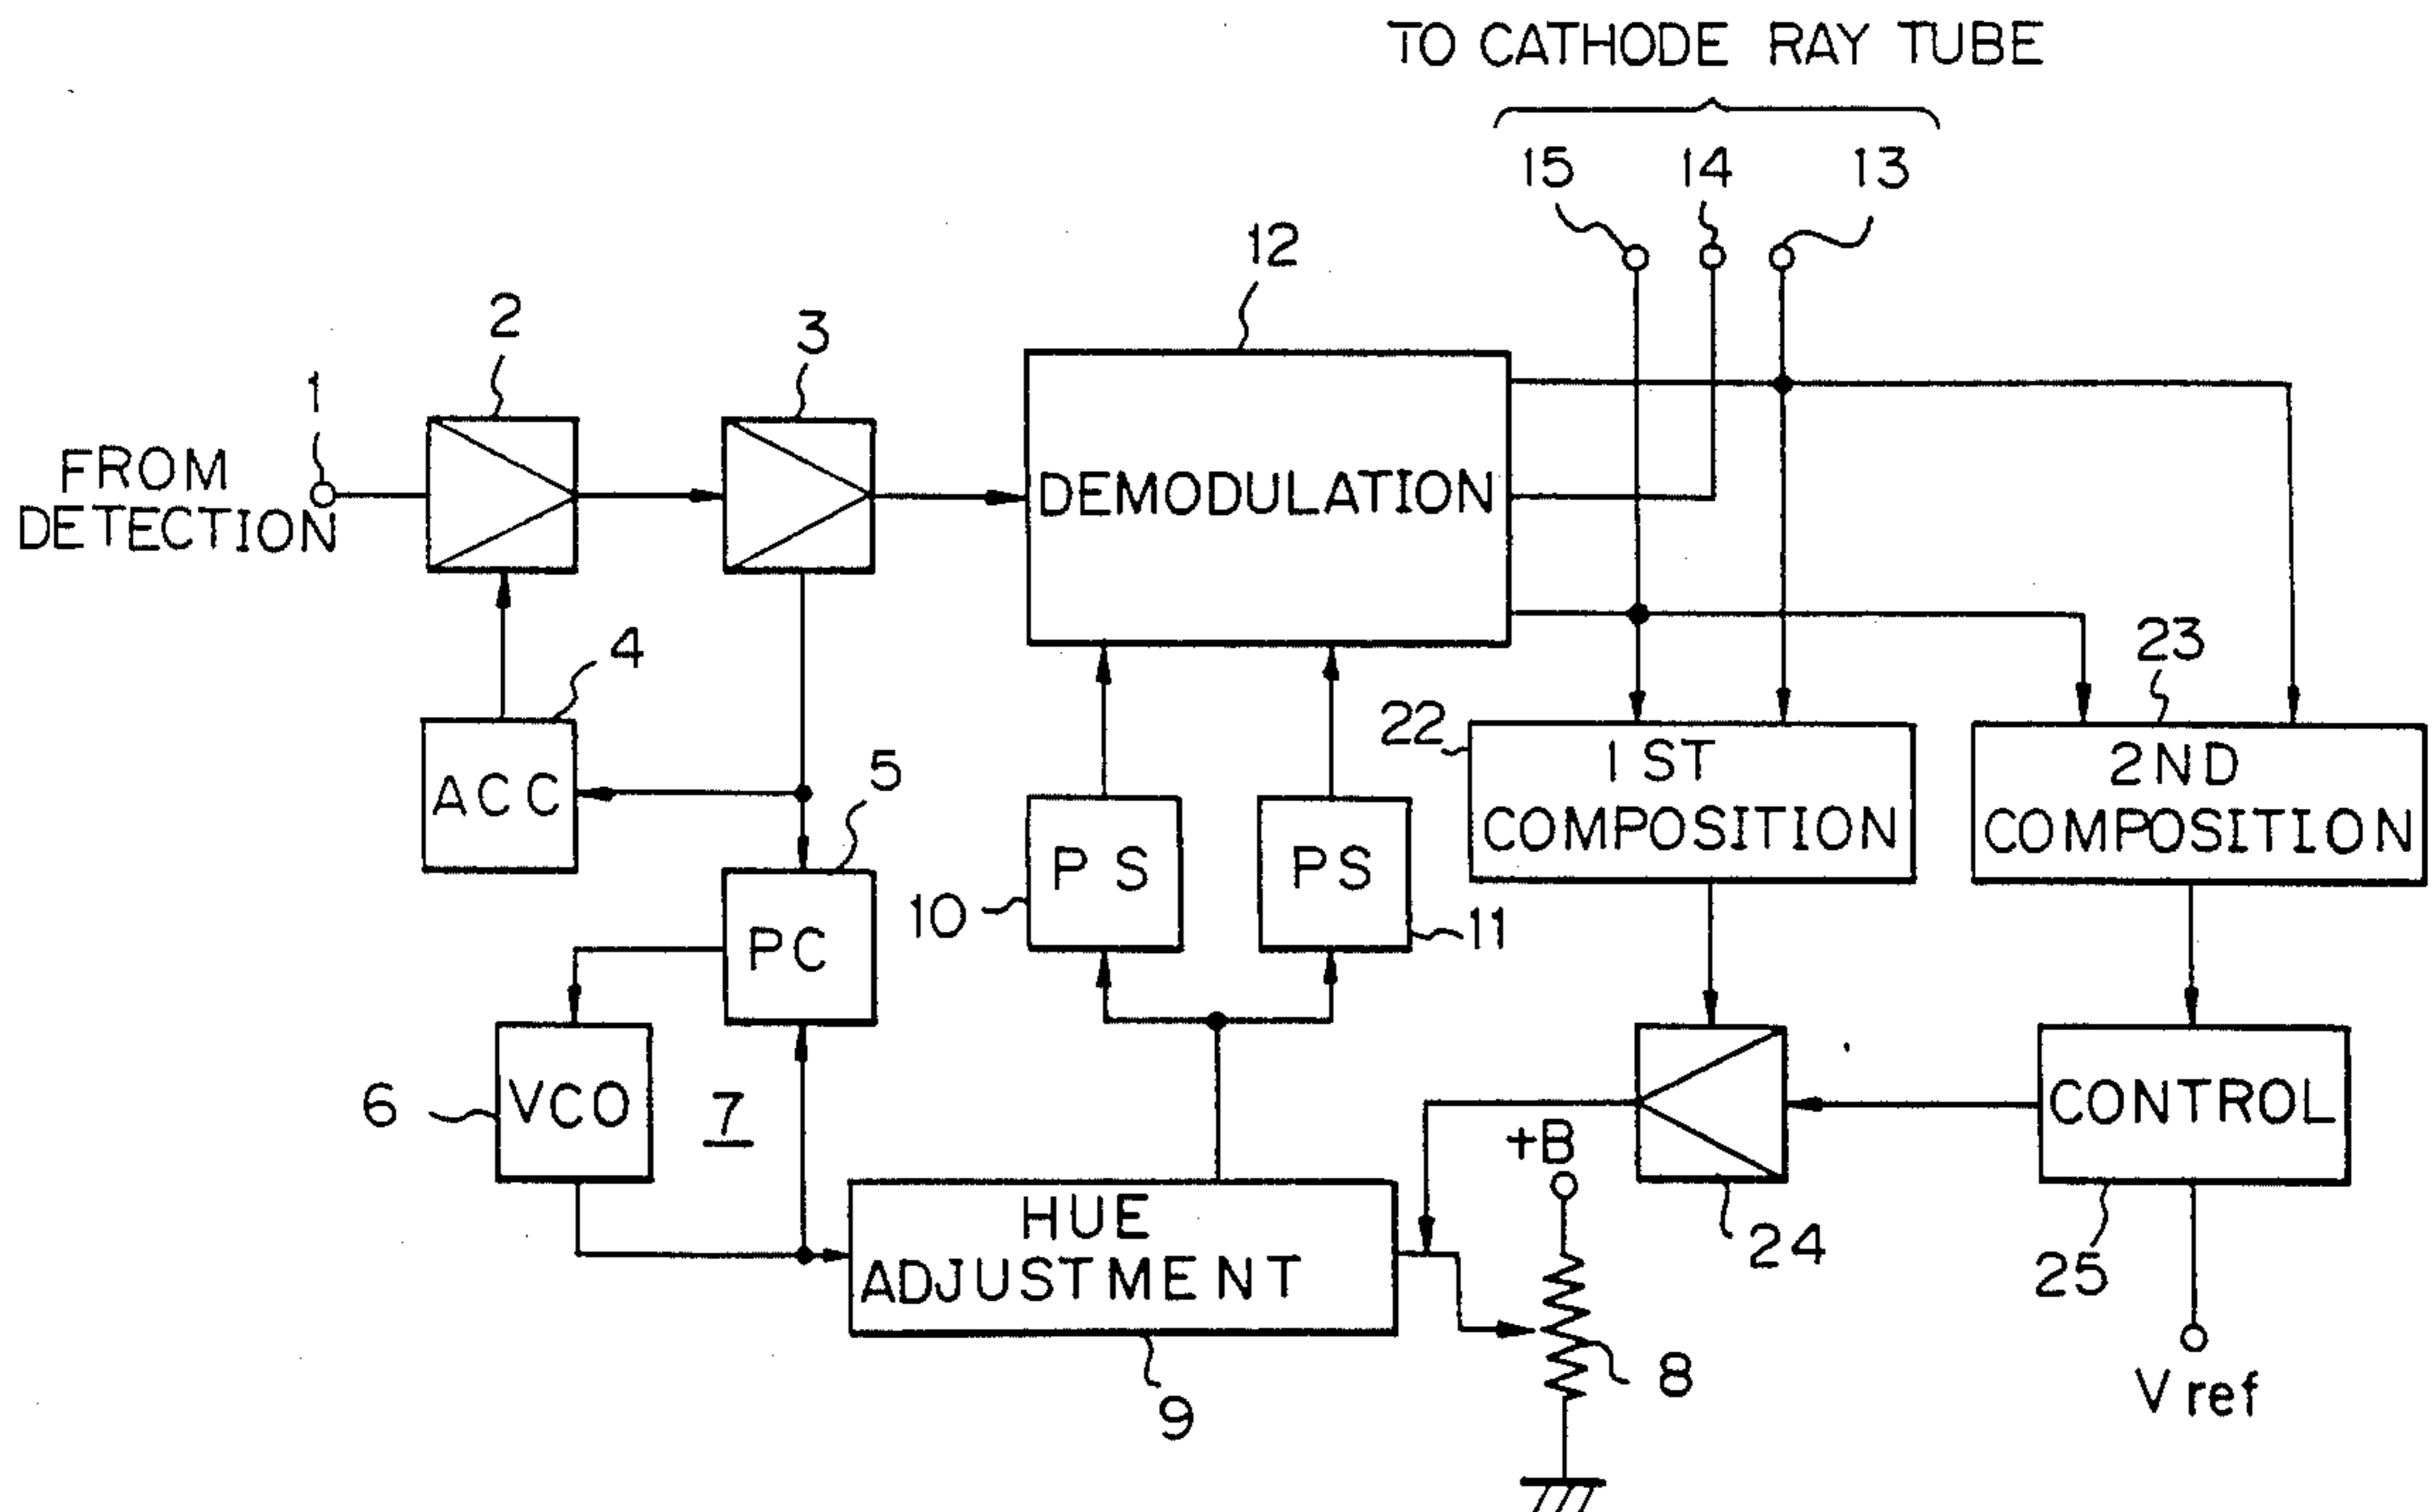 TO CATHODE RAY TUBE
15 14 13
12
2
3
1
FROM
DETECTION
DEMODULATION
4
23
22
5
1ST
COMPOSITION
2ND
COMPOSITION
ACC
PS
PS
10
11
PC
6
VCO
7
+B
CONTROL
HUE
ADJUSTMENT
24
25
8
9
Vref